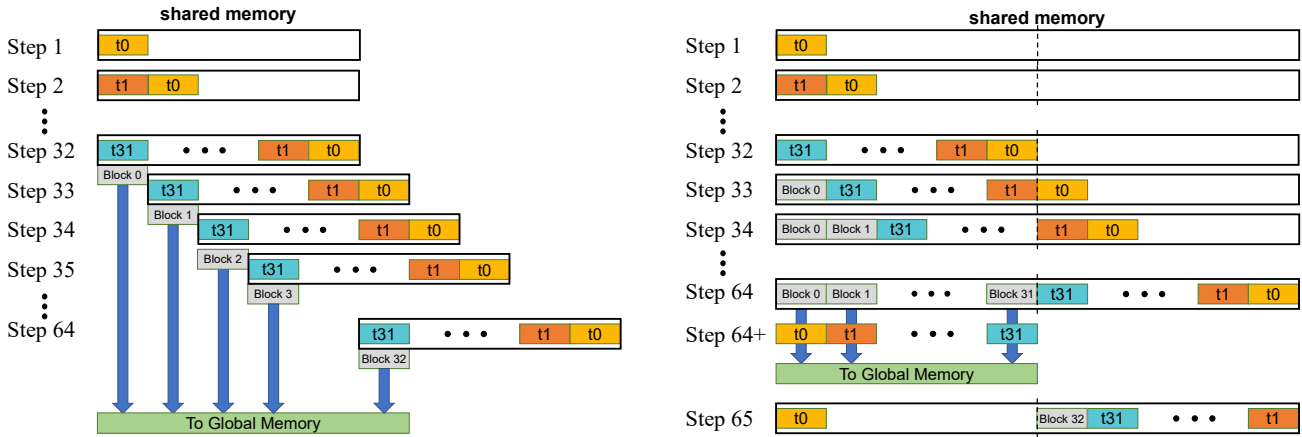 shared memory
Step 1 t0
Step 2 t1 t0
Step 32 t31 • • • t1 t0
Block 0
Step 33 t31 • • • t1 t0
Block 1
Step 34 t31 • • • t1 t0
Block 2
Step 35 t31 • • • t1 t0
Block 3
Step 64 t31 • • • t1 t0
Block 32
To Global Memory
shared memory
Step 1 t0
Step 2 t1 t0
Step 32 t31 • • • t1 t0
Step 33 Block 0 t31 • • • t1 t0
Step 34 Block 0 Block 1 t31 • • • t1 t0
Step 64 Block 0 Block 1 • • • Block 31 t31 • • • t1 t0
Step 64+ t0 t1 • • • t31
To Global Memory
Step 65 t0 Block 32 t31 • • • t1